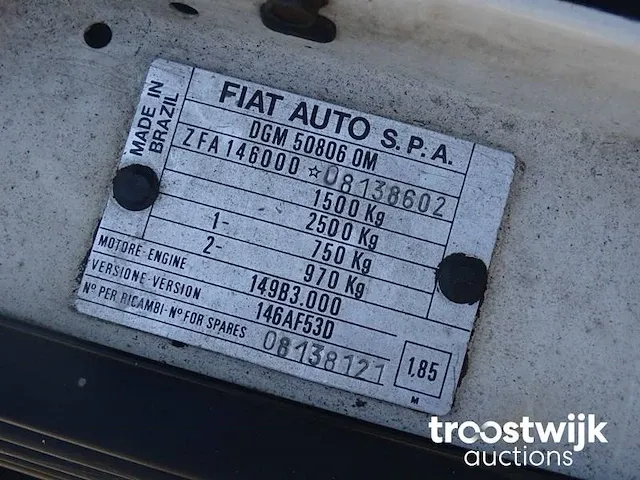 MADE IN
BRAZIL
FIAT AUTO S.P.A.
DGM 50806 OM
ZFA146000 ☆08138602
1500 Kg
2500 Kg
1- 750 Kg
2- 970 Kg
MOTORE-ENGINE 149B3.000
VERSIONE-VERSION 146AF53D
Nº PER RICAMBI-Nº FOR SPARES 08138121
1,85
M
troostwijk
auctions